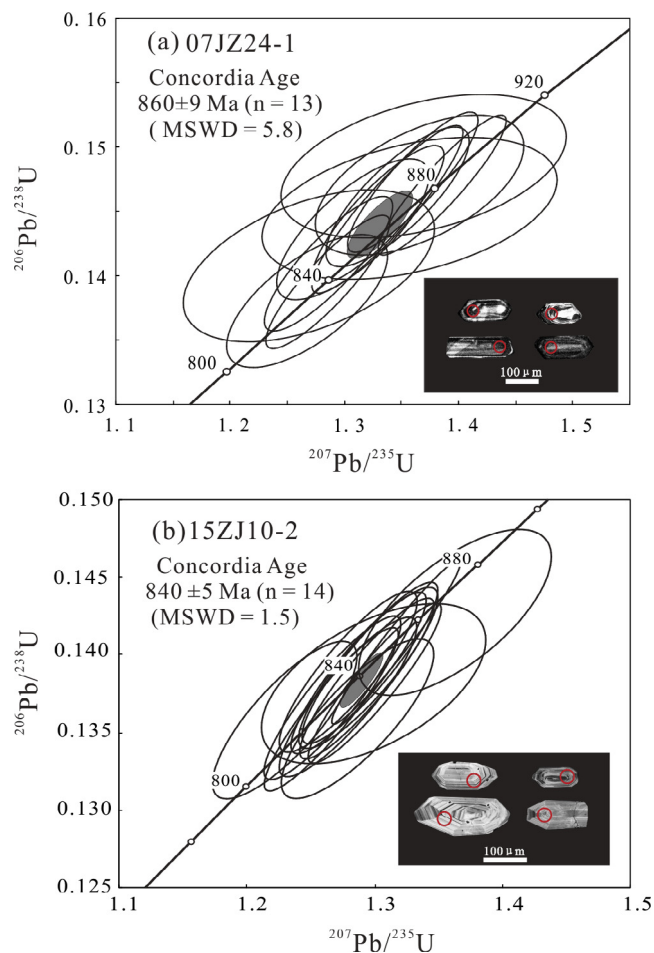 0.16
(a) 07JZ24-1
Concordia Age
860±9 Ma (n = 13)
( MSWD = 5.8)
920
0.15
880
206Pb/238U
0.14
840
800
100 μm
0.13
1. 1
1. 2
1.3
1.4
1.5
207Pb/235U
0.150
(b)15ZJ10-2
Concordia Age
840 ±5 Ma (n = 14)
(MSWD = 1.5)
880
0.145
0.140
206Pb/238U
840
0.135
800
0.130
100 μm
0.125
1.1
1.2
1.3
1.4
1.5
207Pb/235U